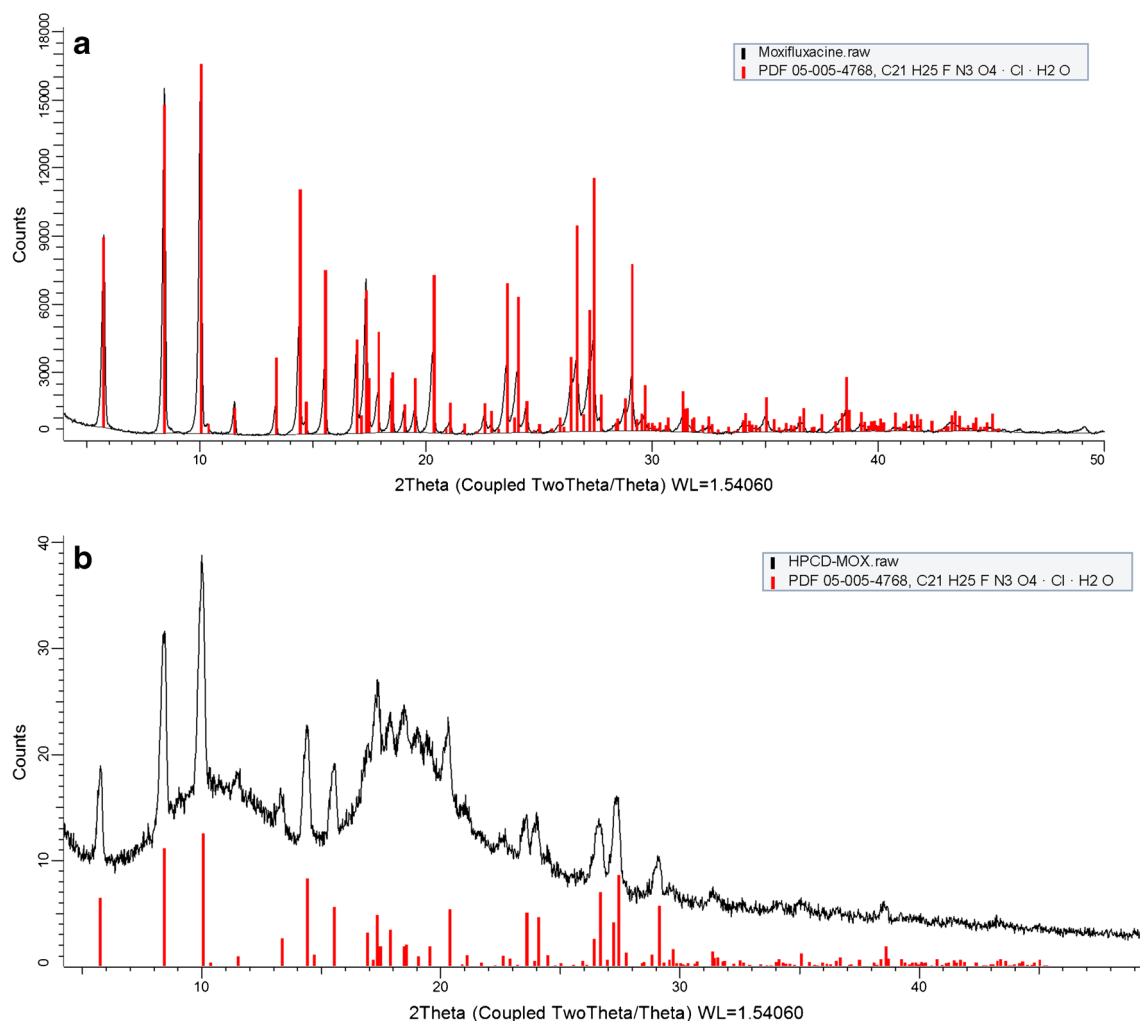 a
Moxifluxacine.raw
PDF 05-005-4768, C21 H25 F N3 O4 · Cl · H2 O
Counts
18000
15000
12000
9000
6000
3000
0
10 20 30 40 50
2Theta (Coupled TwoTheta/Theta) WL=1.54060
b
HPCD-MOX.raw
PDF 05-005-4768, C21 H25 F N3 O4 · Cl · H2 O
Counts
40
30
20
10
0
10 20 30 40
2Theta (Coupled TwoTheta/Theta) WL=1.54060